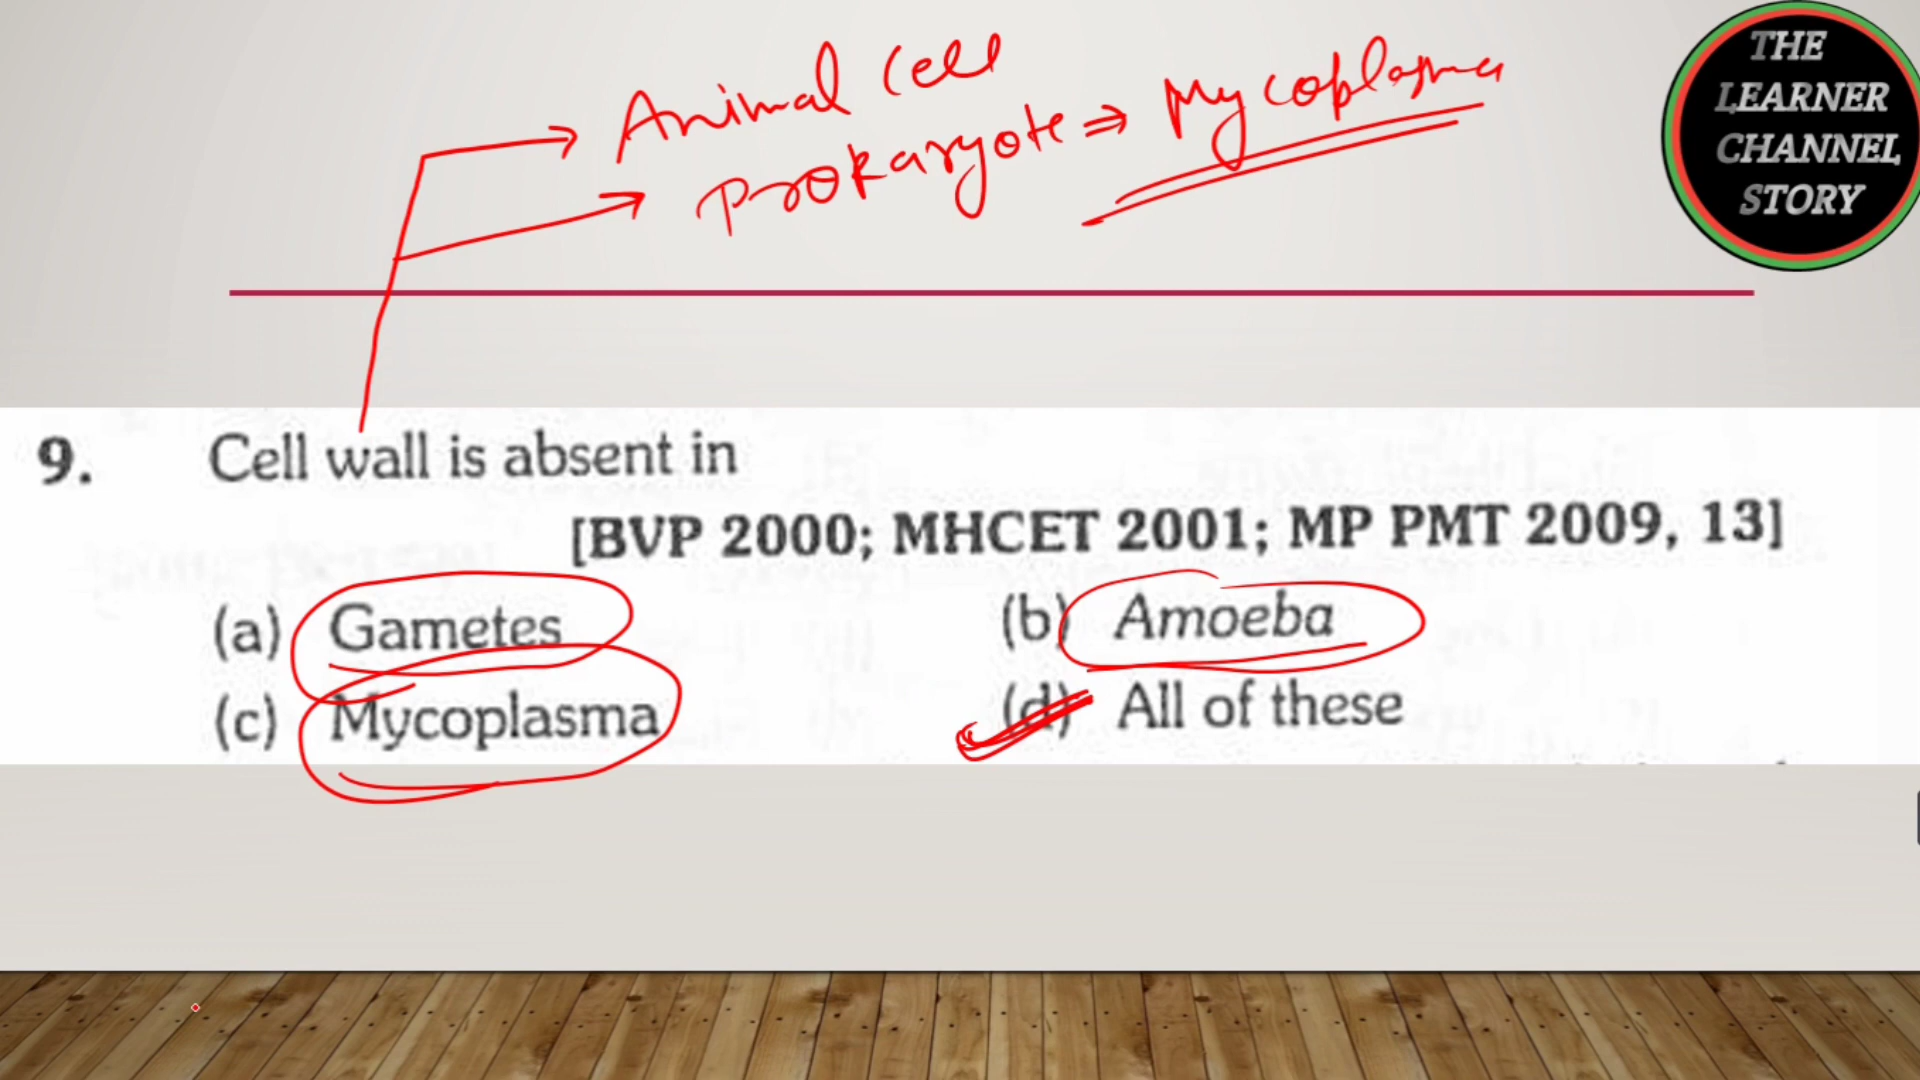 THE
LEARNER
CHANNEL
STORY
Animal Cell
Prokaryote ⇒ Mycoplasma
9. Cell wall is absent in
[BVP 2000; MHCET 2001; MP PMT 2009, 13]
(a) Gametes (b) Amoeba
(c) Mycoplasma (d) All of these